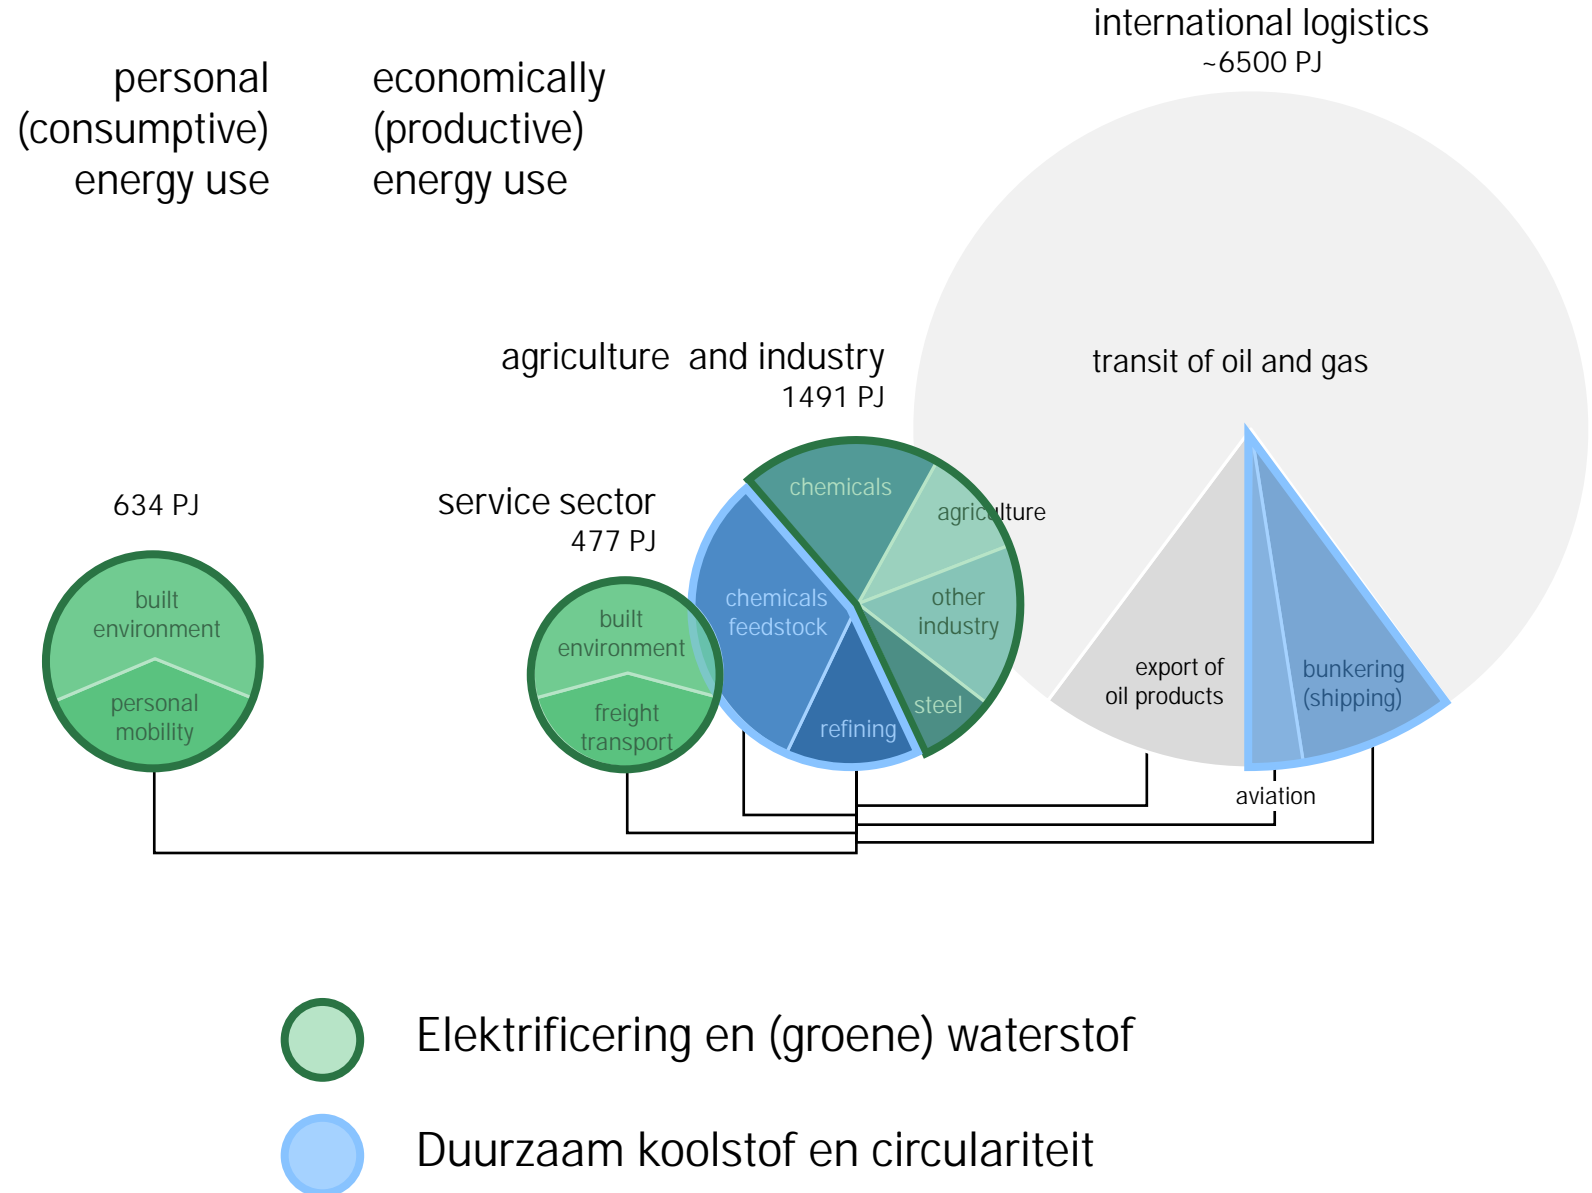 personal
(consumptive)
energy use
economically
(productive)
energy use
international logistics
~6500 PJ
transit of oil and gas
agriculture and industry
1491 PJ
service sector
477 PJ
634 PJ
built
environment
personal
mobility
built
environment
freight
transport
chemicals
agriculture
chemicals
feedstock
other
industry
steel
refining
export of
oil products
bunkering
(shipping)
aviation
Elektrificering en (groene) waterstof
Duurzaam koolstof en circulariteit